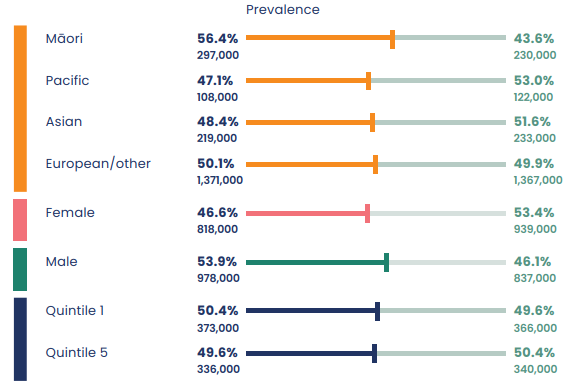 Prevalence
Māori 56.4% 43.6%
297,000 230,000
Pacific 47.1% 53.0%
108,000 122,000
Asian 48.4% 51.6%
219,000 233,000
European/other 50.1% 49.9%
1,371,000 1,367,000
Female 46.6% 53.4%
818,000 939,000
Male 53.9% 46.1%
978,000 837,000
Quintile 1 50.4% 49.6%
373,000 366,000
Quintile 5 49.6% 50.4%
336,000 340,000